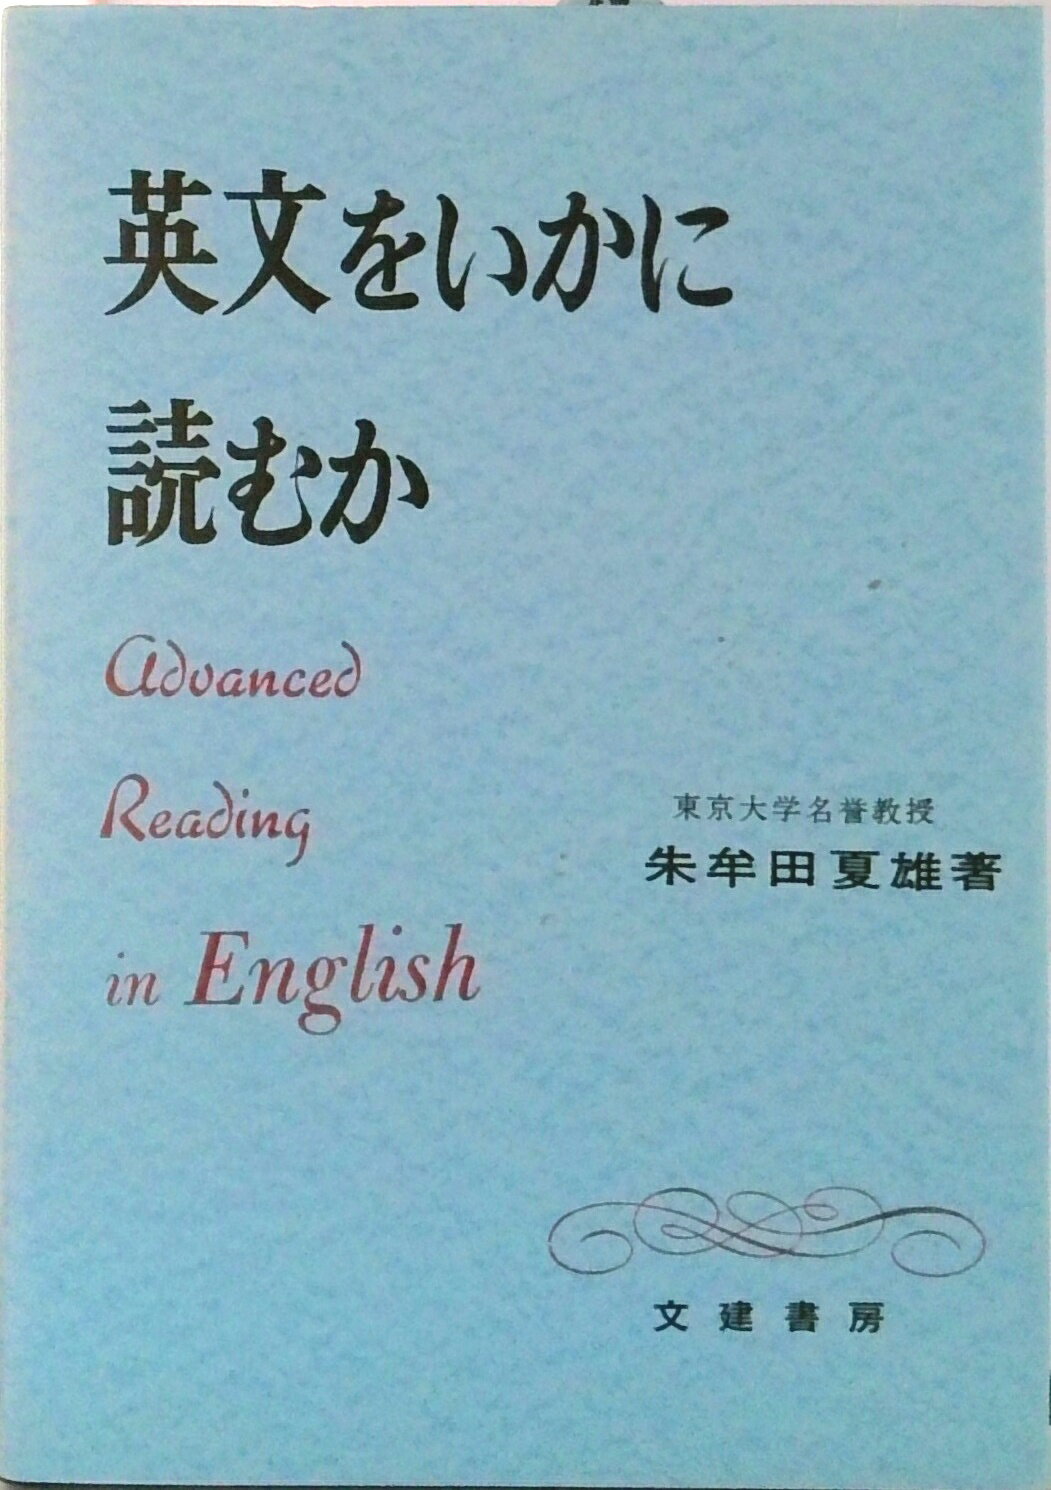 英文をいかに
読むか
Advanced
Reading
in English
東京大学名誉教授
朱牟田夏雄著
文建書房